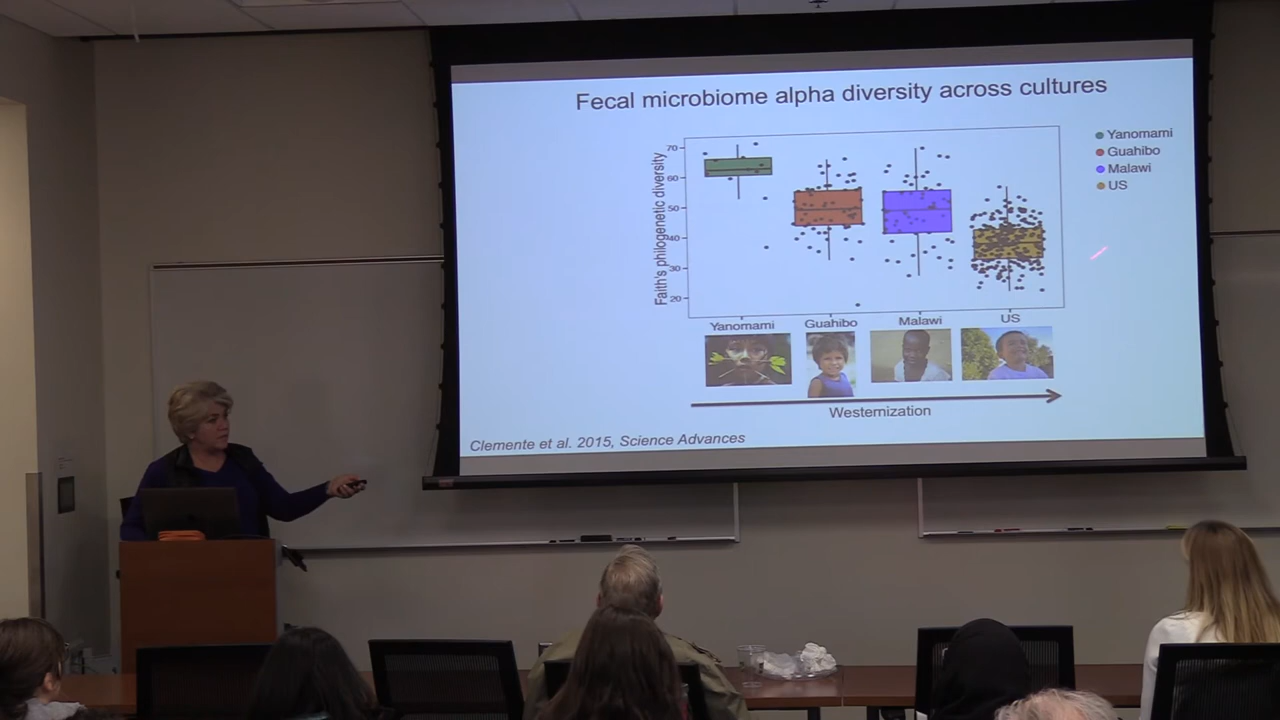 Fecal microbiome alpha diversity across cultures
Faith's philogenetic diversity
70
60
50
40
30
20
Yanomami
Guahibo
Malawi
US
Yanomami
Guahibo
Malawi
US
Westernization
Clemente et al. 2015, Science Advances